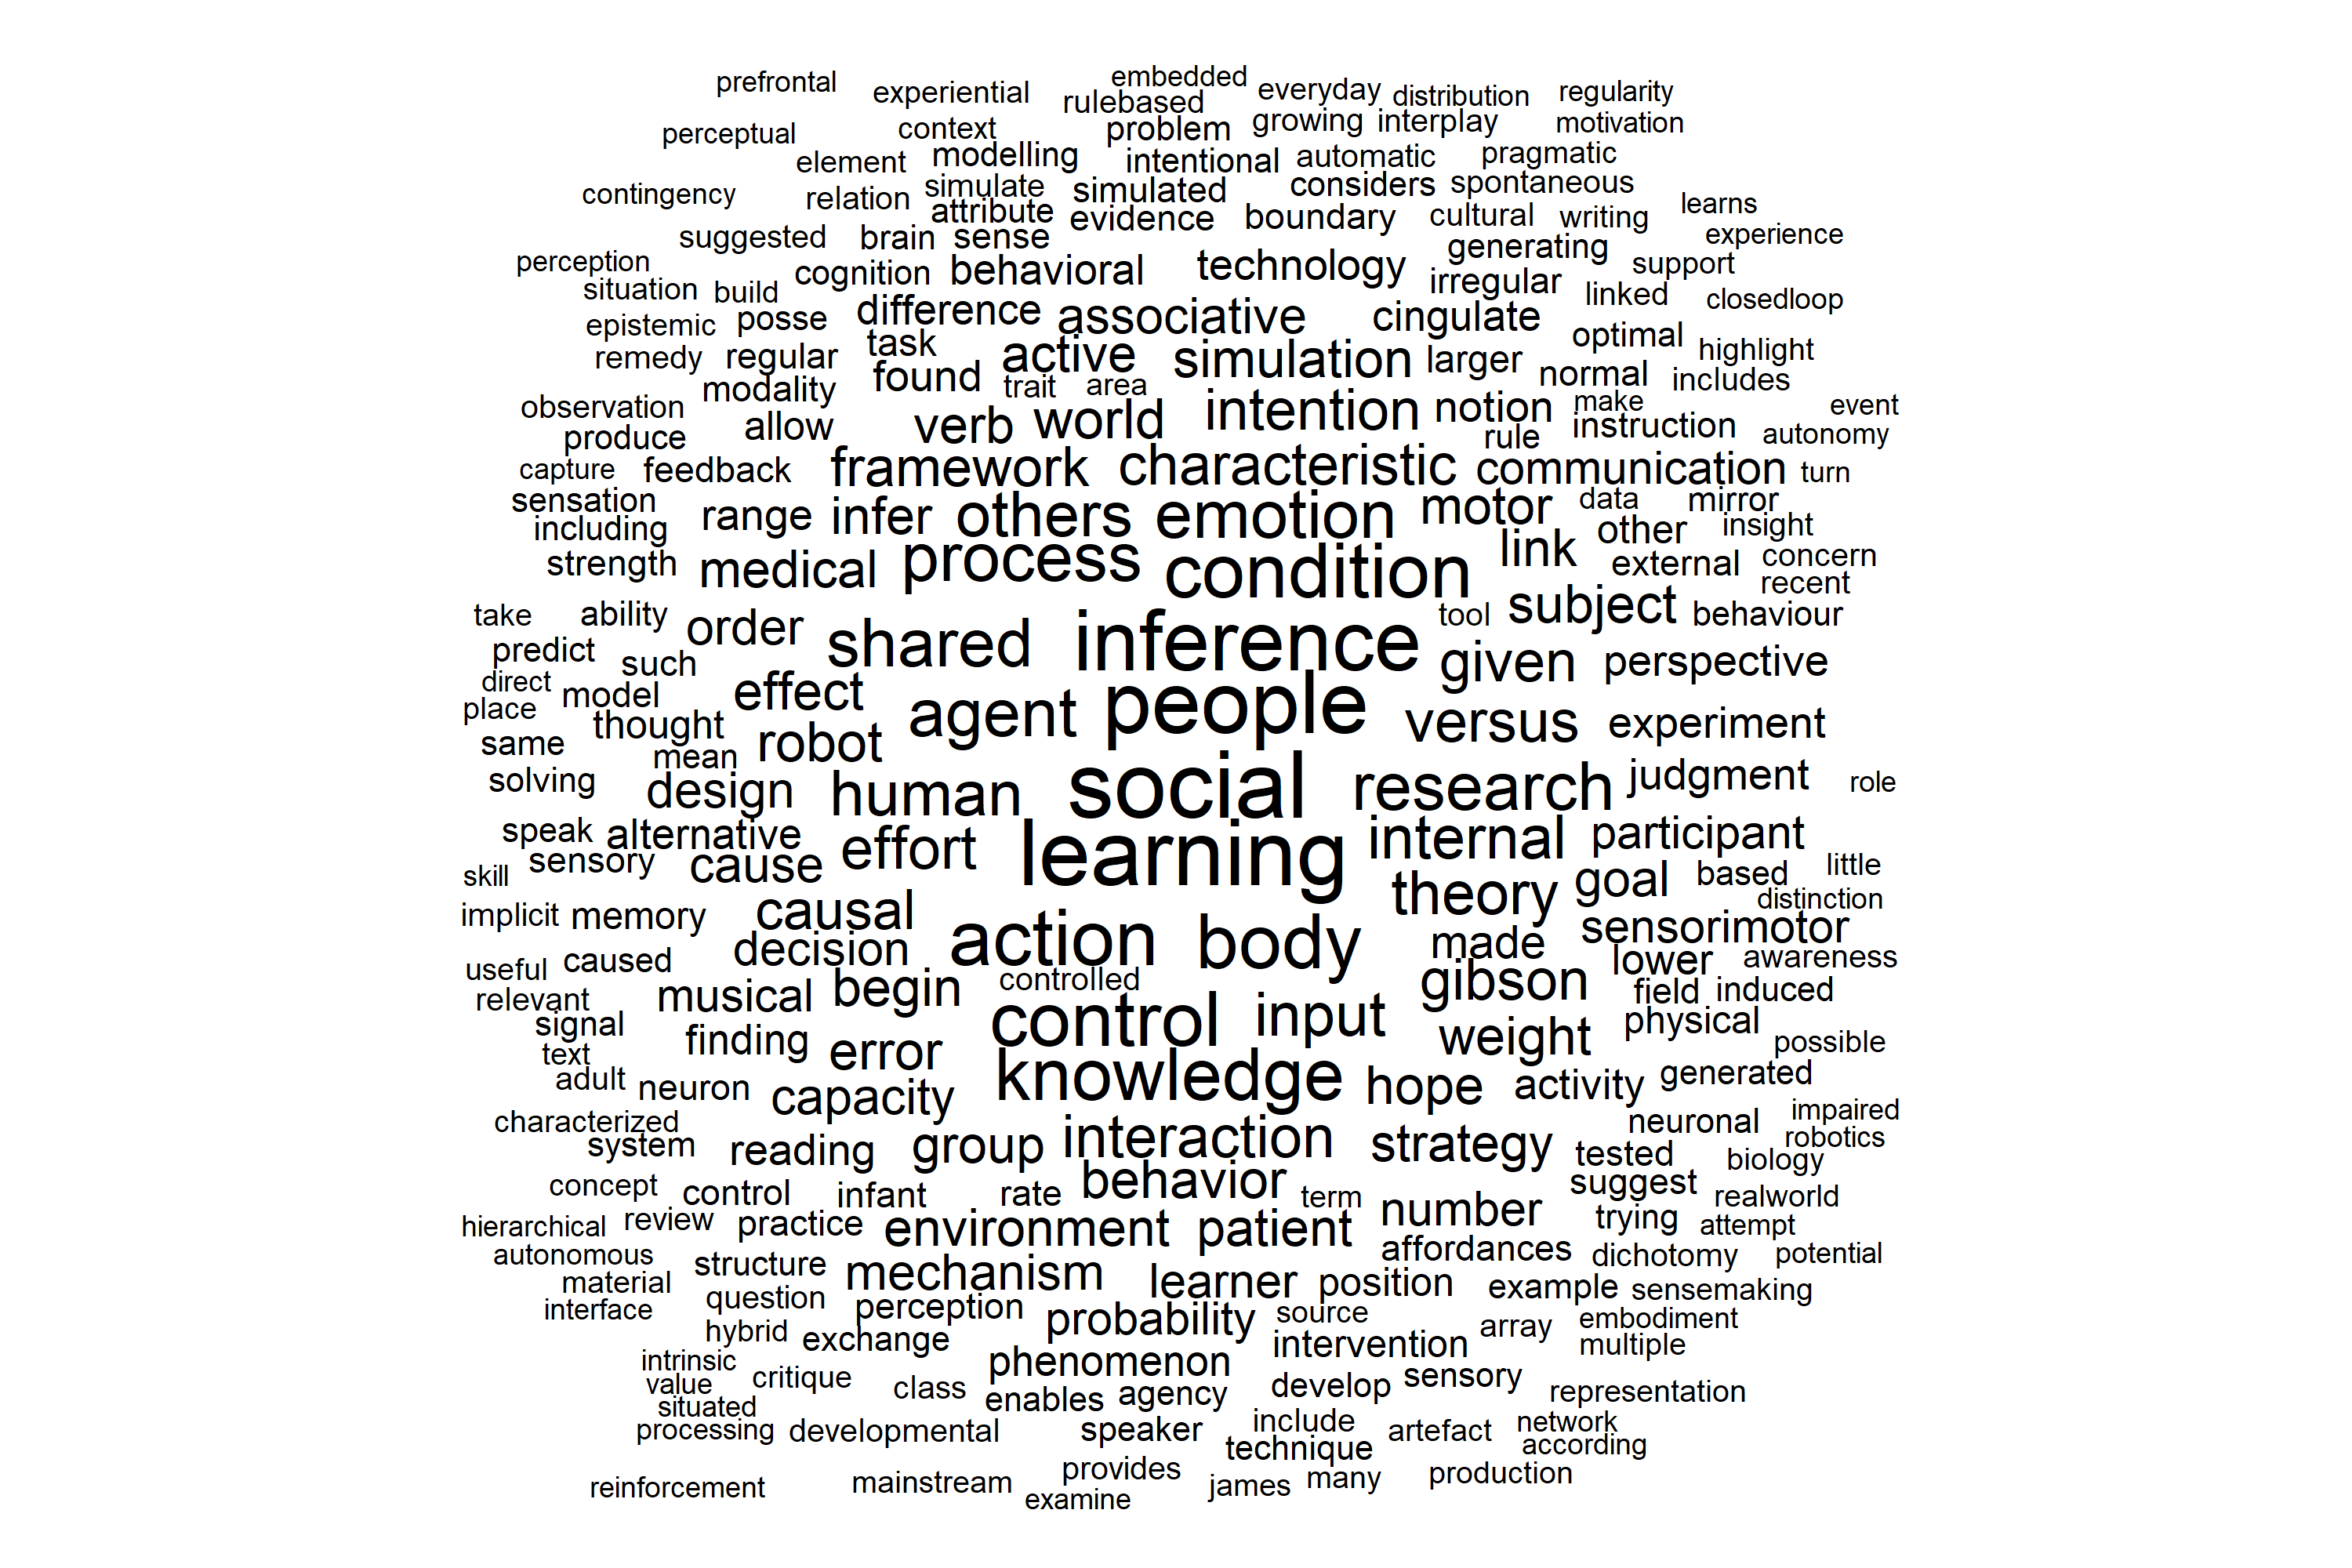 prefrontal experiential embedded everyday distribution regularity
rulebased
perceptual context problem growing interplay motivation
element modelling intentional automatic pragmatic
contingency relation simulate simulated considers spontaneous
attribute evidence boundary cultural writing learns
suggested brain sense generating experience
perception cognition behavioral technology irregular support
situation build difference associative cingulate linked closedloop
epistemic posse task active simulation larger optimal highlight
remedy regular found trait area normal includes
modality
observation allow verb world intention notion make event
produce rule instruction autonomy
capture feedback framework characteristic communication turn
sensation range infer others emotion motor data mirror
including other insight
strength medical process condition link external concern
recent
take ability order shared inference tool subject behaviour
predict such given perspective
direct model effect agent people versus experiment
place thought
same mean robot
solving design human social research judgment role
speak alternative effort learning internal participant
skill sensory cause theory goal based little
distinction
implicit memory causal action body made sensorimotor
useful caused decision controlled gibson lower awareness
relevant musical begin control input field induced
signal finding error weight physical
text possible
adult neuron capacity knowledge hope activity generated
characterized neuronal impaired
system reading group interaction strategy tested robotics
biology
concept control infant rate behavior term number suggest realworld
hierarchical review practice environment patient trying attempt
autonomous structure mechanism affordances dichotomy potential
material learner position example sensemaking
interface question perception probability source embodiment
hybrid exchange intervention array multiple
intrinsic critique phenomenon
value class enables agency develop sensory representation
situated
processing developmental speaker include artefact network
technique according
reinforcement mainstream provides james many production
examine